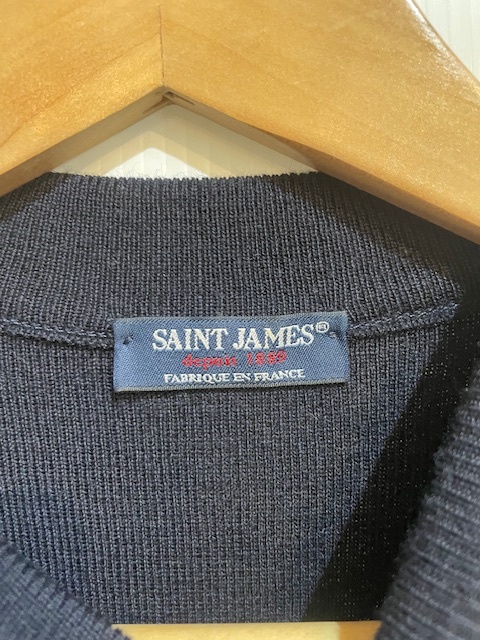 SAINT JAMES®
depuis 1889
FABRIQUE EN FRANCE